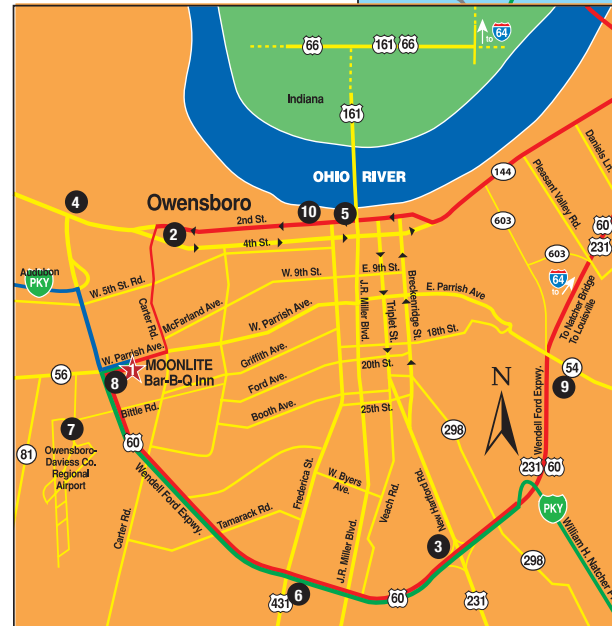 to 64
66
161 66
Indiana
161
OHIO RIVER
144
Daniels Ln.
Pleasant Valley Rd.
4
Owensboro
10
5
2nd St.
2
4th St.
603
603
60
231
64
to
To Natcher Bridge
To Louisville
Audubon
PKY
W. 5th St. Rd.
Carter Rd.
McFarland Ave.
W. 9th St.
E. 9th St.
J.R. Miller Blvd.
Triplet St.
Breckenridge St.
E. Parrish Ave
W. Parrish Ave.
18th St.
W. Parrish Ave.
MOONLITE
Bar-B-Q Inn
1
Griffith Ave.
20th St.
54
56
8
Ford Ave.
9
N
Bittle Rd.
Booth Ave.
25th St.
298
Wendell Ford Expwy.
7
60
81
Owensboro-
Daviess Co.
Regional
Airport
Wendell Ford Expwy.
Frederica St.
W. Byers
Ave.
Veach Rd.
New Hartford Rd.
231 60
PKY
Carter Rd.
Tamarack Rd.
J.R. Miller Blvd.
3
298
William H. Natcher P
6
431
60
231